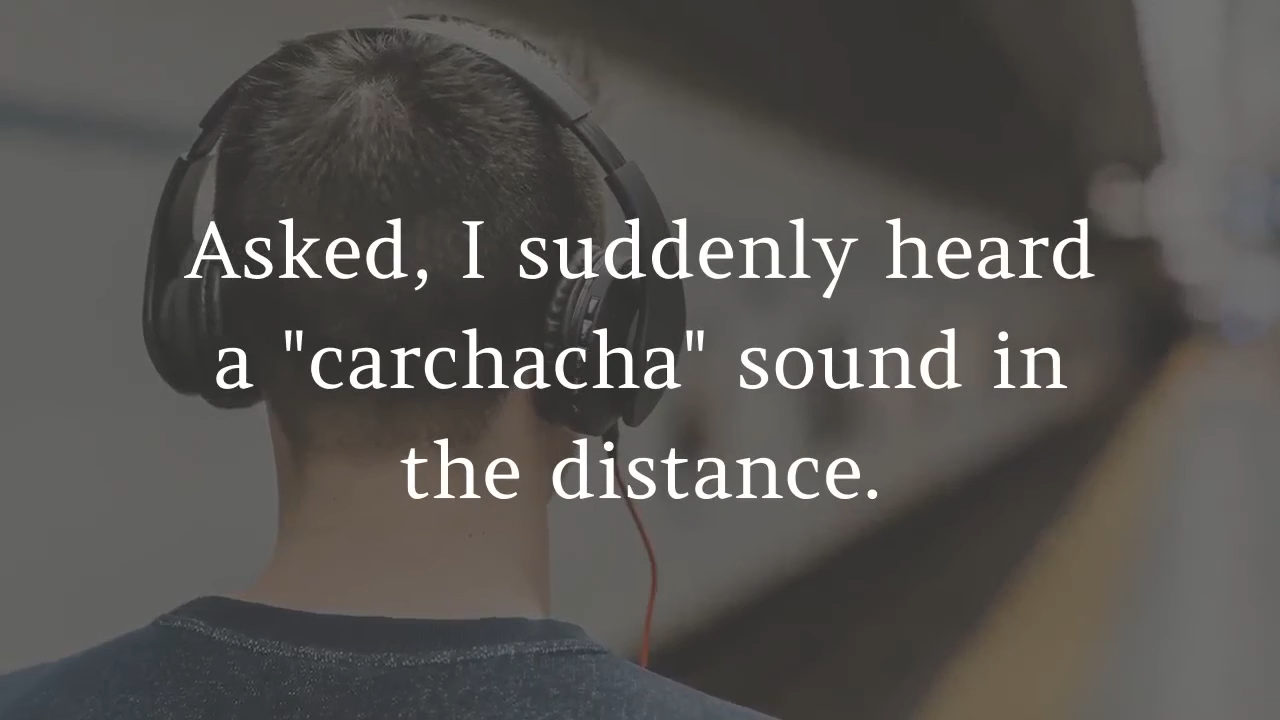 Asked, I suddenly heard
a "carchacha" sound in
the distance.